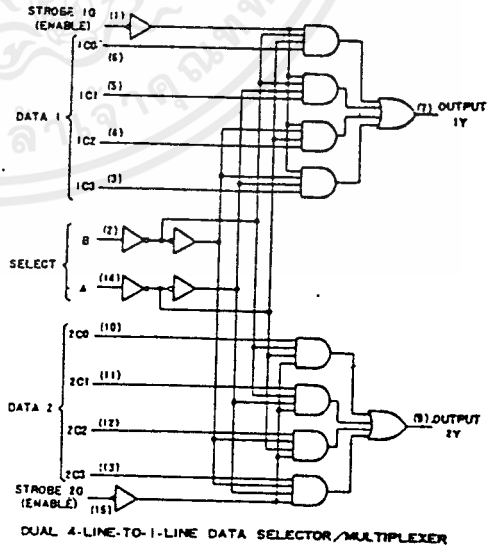 STROBE 1G (1)
(ENABLE)
1C0
(6)
(5)
1C1
DATA 1
(4)
1C2
(3)
1C3
(7) OUTPUT
1Y
B (2)
SELECT
A (14)
2C0 (10)
2C1 (11)
DATA 2
2C2 (12)
2C3 (13)
STROBE 2G
(ENABLE) (15)
(9) OUTPUT
2Y
DUAL 4-LINE-TO-1-LINE DATA SELECTOR/MULTIPLEXER